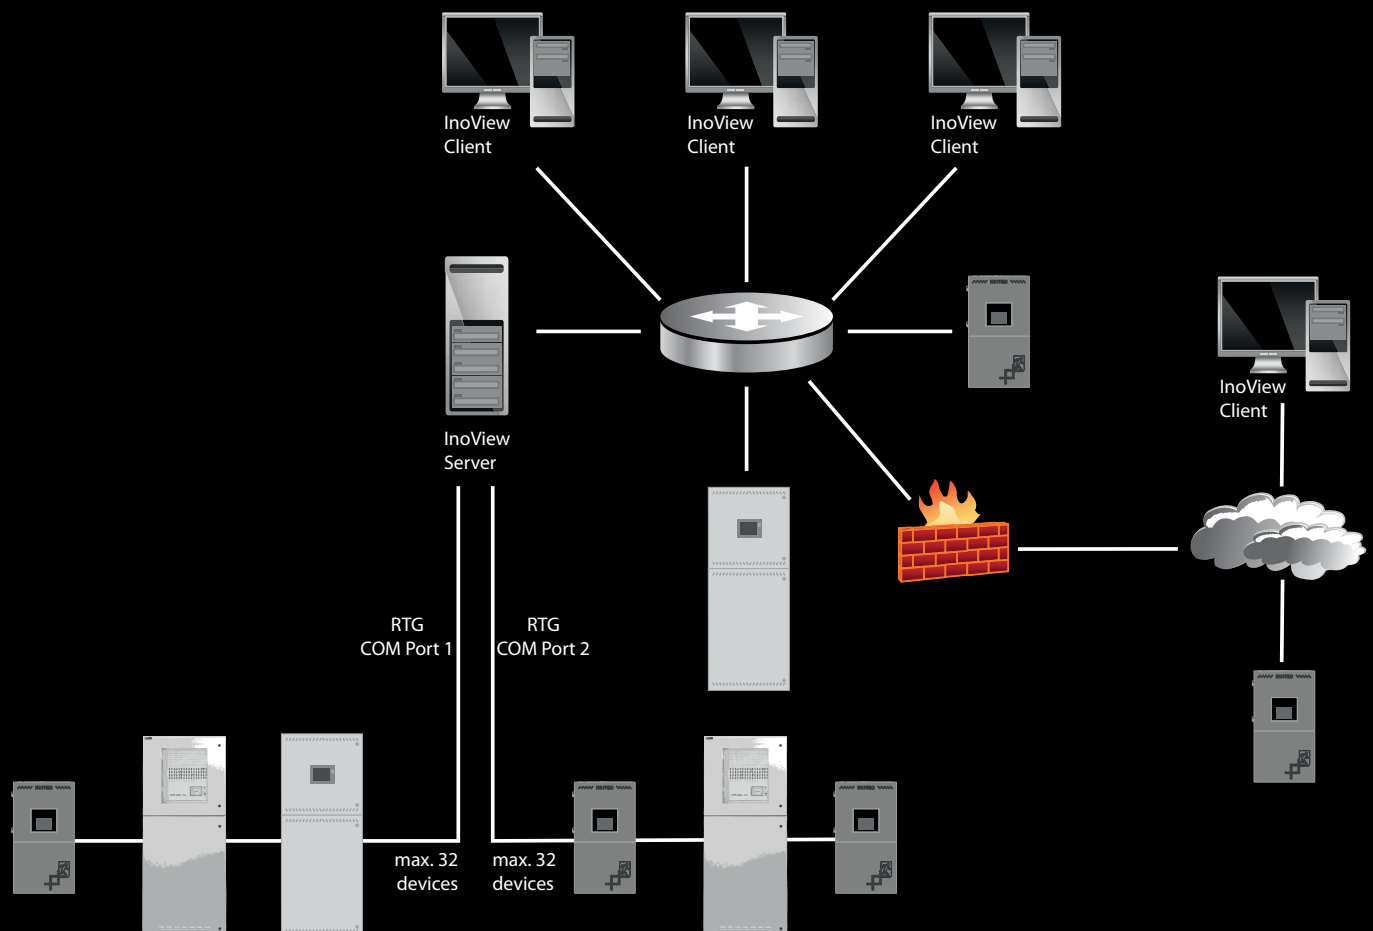 InoView
Client
InoView
Client
InoView
Client
InoView
Client
InoView
Server
RTG
COM Port 1
RTG
COM Port 2
max. 32
devices
max. 32
devices